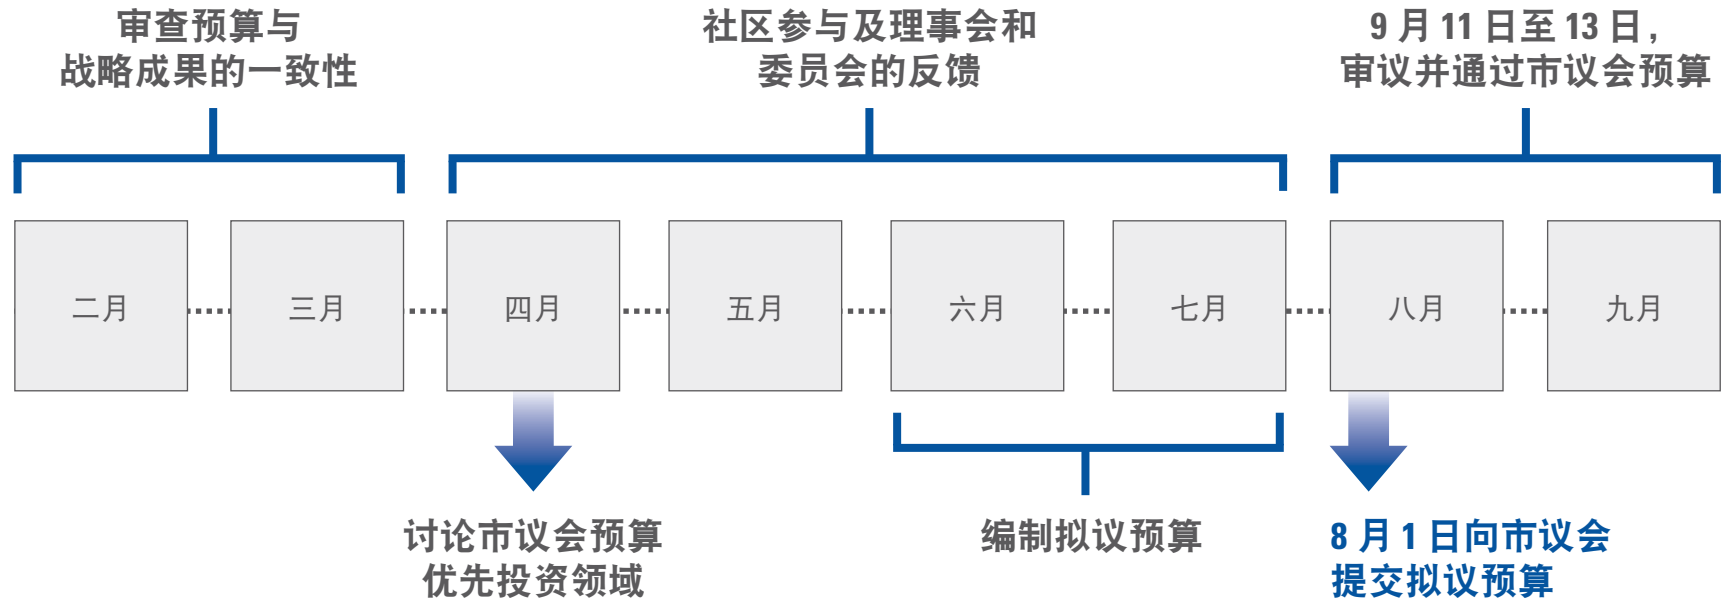 审查预算与
战略成果的一致性
社区参与及理事会和
委员会的反馈
9 月 11 日至 13 日，
审议并通过市议会预算
二月
三月
四月
五月
六月
七月
八月
九月
讨论市议会预算
优先投资领域
编制拟议预算
8 月 1 日向市议会
提交拟议预算